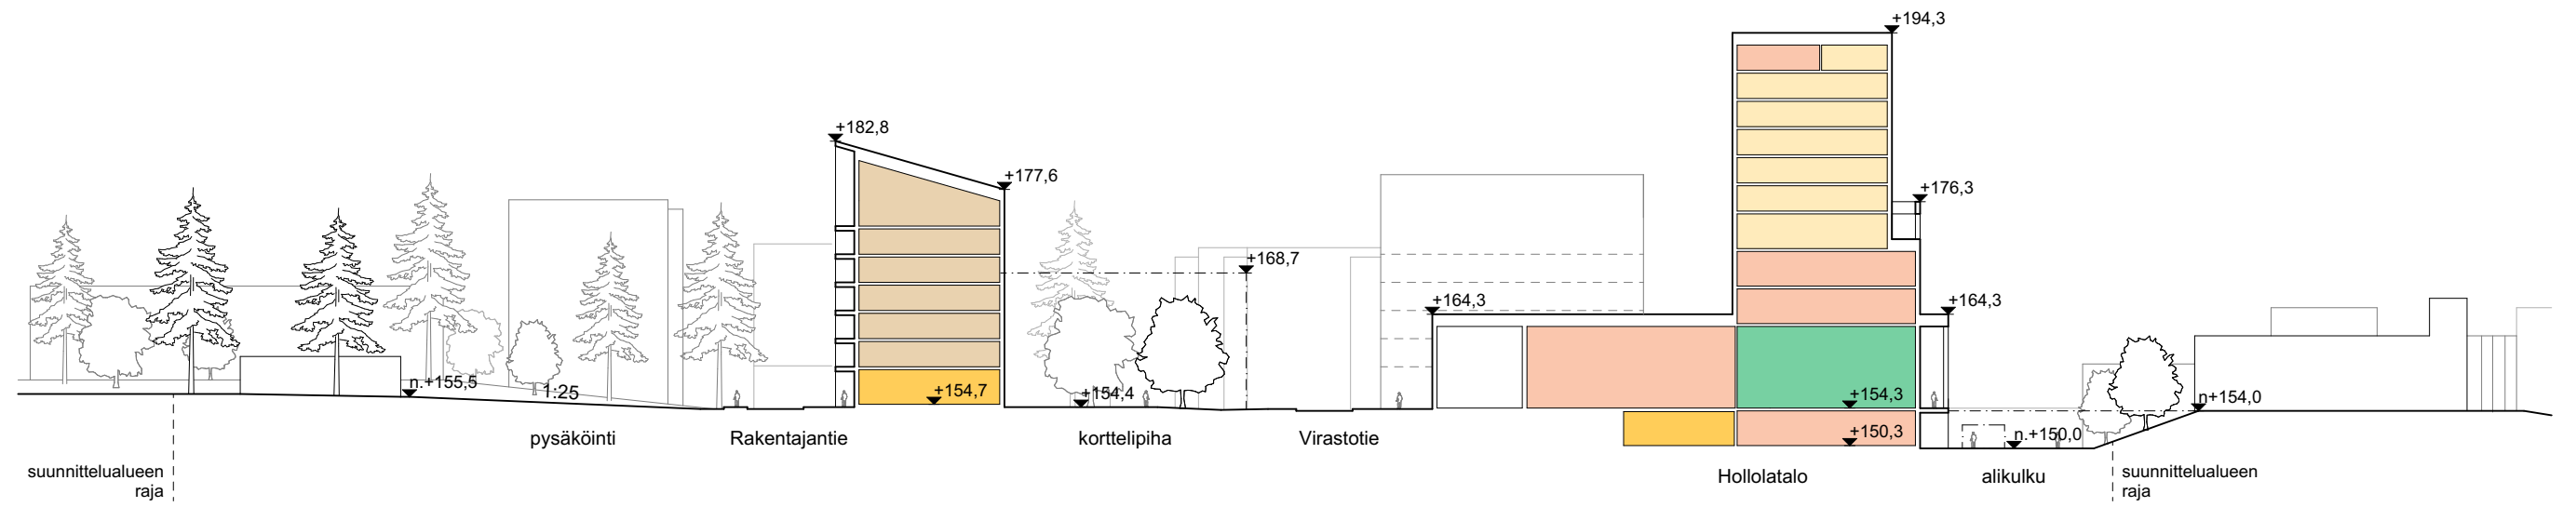 +194,3
+182,8
+177,6
+176,3
+168,7
+164,3
+164,3
n.+155,5
1:25
+154,7
+154,4
+154,3
n+154,0
+150,3
n.+150,0
pysäköinti
Rakentajantie
korttelipiha
Virastotie
Hollolatalo
alikulku
suunnittelualueen
raja
suunnittelualueen
raja